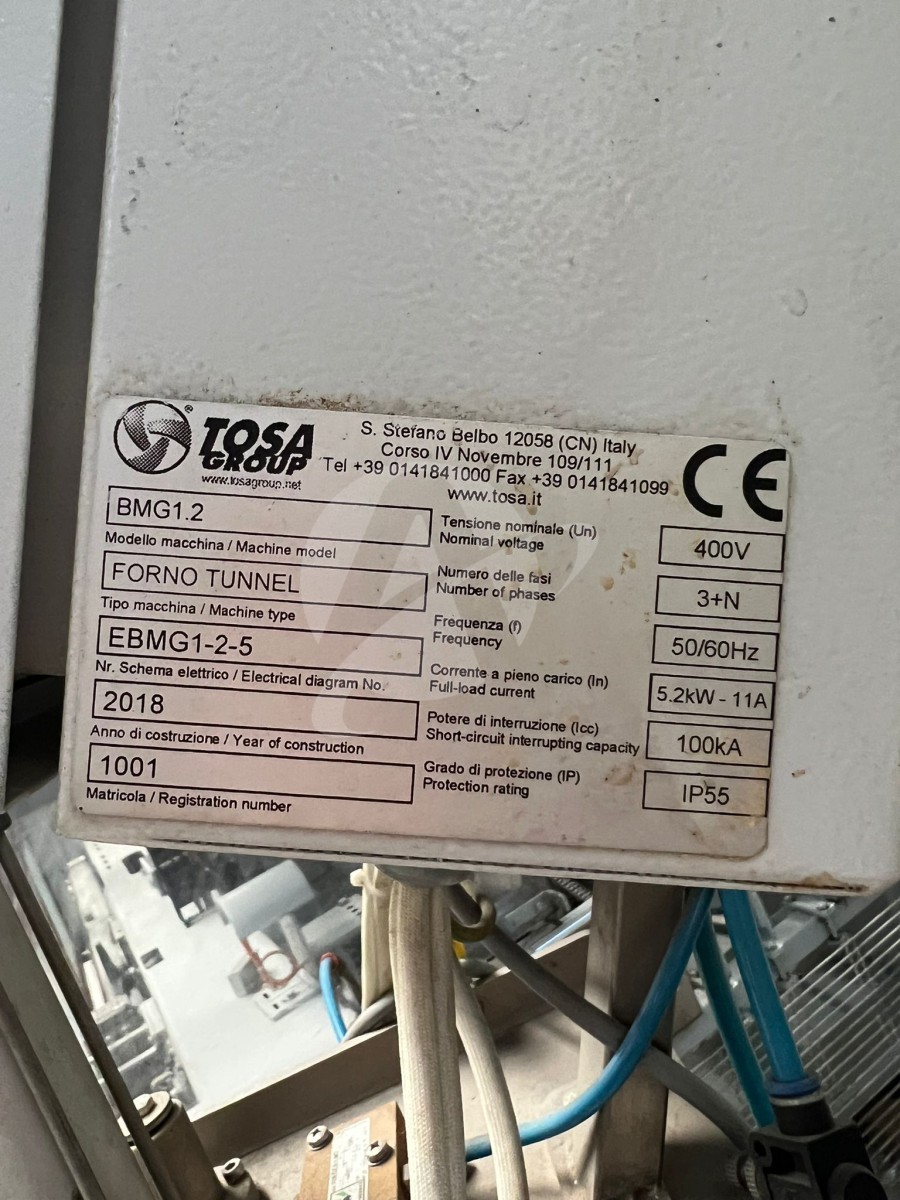 ®
TOSA
GROUP
www.tosagroup.net
S. Stefano Belbo 12058 (CN) Italy
Corso IV Novembre 109/111
Tel +39 0141841000 Fax +39 0141841099
www.tosa.it
CE
BMG1.2
Modello macchina / Machine model
FORNO TUNNEL
Tipo macchina / Machine type
EBMG1-2-5
Nr. Schema elettrico / Electrical diagram No.
2018
Anno di costruzione / Year of construction
1001
Matricola / Registration number
Tensione nominale (Un)
Nominal voltage
400V
Numero delle fasi
Number of phases
3+N
Frequenza (f)
Frequency
50/60Hz
Corrente a pieno carico (In)
Full-load current
5.2kW - 11A
Potere di interruzione (Icc)
Short-circuit interrupting capacity
100kA
Grado di protezione (IP)
Protection rating
IP55